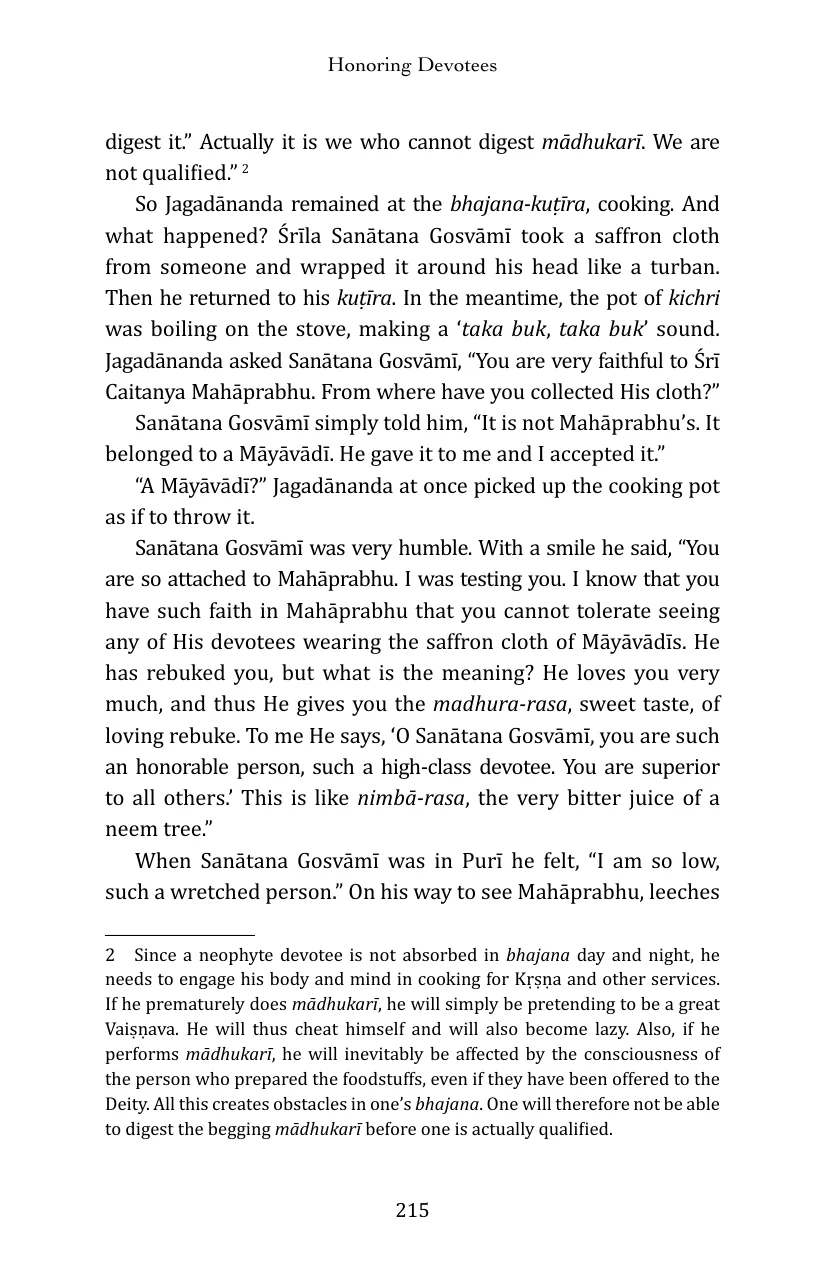 Honoring Devotees
digest it.” Actually it is we who cannot digest mādhukarī. We are
not qualified.” 2
So Jagadānanda remained at the bhajana-kuṭīra, cooking. And
what happened? Śrīla Sanātana Gosvāmī took a saffron cloth
from someone and wrapped it around his head like a turban.
Then he returned to his kuṭīra. In the meantime, the pot of kichri
was boiling on the stove, making a ‘taka buk, taka buk’ sound.
Jagadānanda asked Sanātana Gosvāmī, “You are very faithful to Śrī
Caitanya Mahāprabhu. From where have you collected His cloth?”
Sanātana Gosvāmī simply told him, “It is not Mahāprabhu’s. It
belonged to a Māyāvādī. He gave it to me and I accepted it.”
“A Māyāvādī?” Jagadānanda at once picked up the cooking pot
as if to throw it.
Sanātana Gosvāmī was very humble. With a smile he said, “You
are so attached to Mahāprabhu. I was testing you. I know that you
have such faith in Mahāprabhu that you cannot tolerate seeing
any of His devotees wearing the saffron cloth of Māyāvādīs. He
has rebuked you, but what is the meaning? He loves you very
much, and thus He gives you the madhura-rasa, sweet taste, of
loving rebuke. To me He says, ‘O Sanātana Gosvāmī, you are such
an honorable person, such a high-class devotee. You are superior
to all others.’ This is like nimbā-rasa, the very bitter juice of a
neem tree.”
When Sanātana Gosvāmī was in Purī he felt, “I am so low,
such a wretched person.” On his way to see Mahāprabhu, leeches
2 Since a neophyte devotee is not absorbed in bhajana day and night, he
needs to engage his body and mind in cooking for Kṛṣṇa and other services.
If he prematurely does mādhukarī, he will simply be pretending to be a great
Vaiṣṇava. He will thus cheat himself and will also become lazy. Also, if he
performs mādhukarī, he will inevitably be affected by the consciousness of
the person who prepared the foodstuffs, even if they have been offered to the
Deity. All this creates obstacles in one’s bhajana. One will therefore not be able
to digest the begging mādhukarī before one is actually qualified.
215